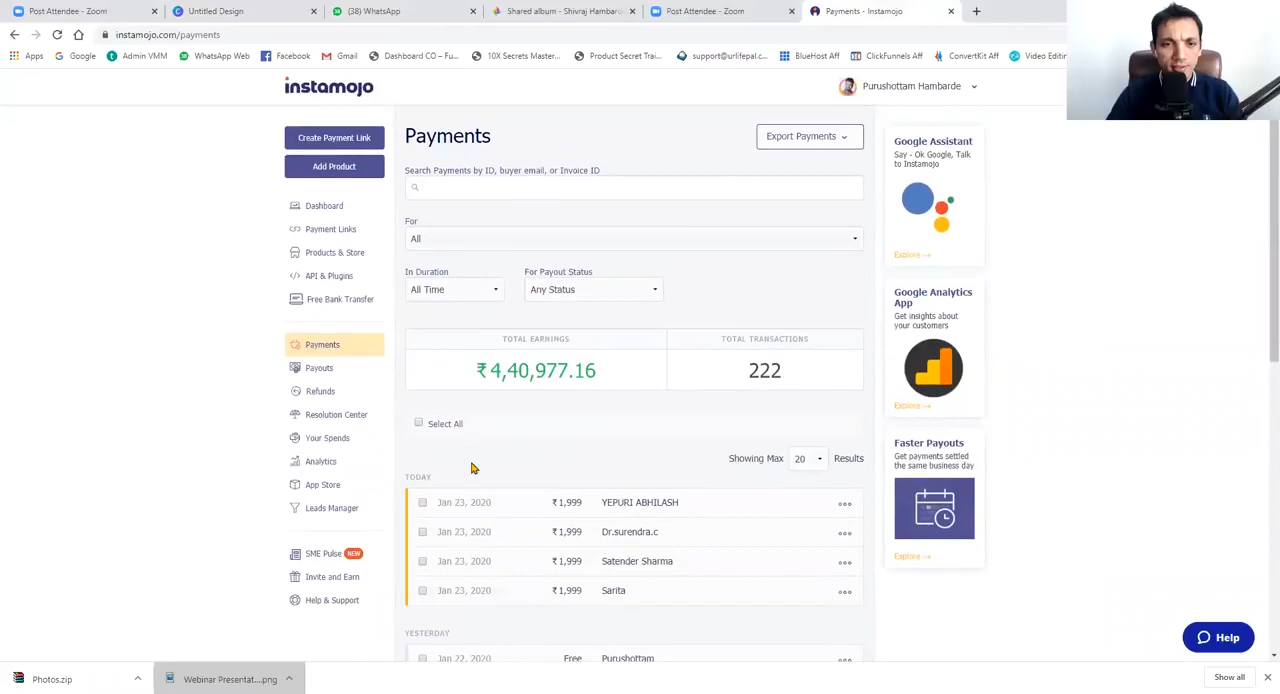 Post Attendee - Zoom
Untitled Design
(38) WhatsApp
Shared album - Shivraj Hambard
Post Attendee - Zoom
Payments - Instamojo
instamojo.com/payments
Apps
Google
Admin VMM
WhatsApp Web
Facebook
Gmail
Dashboard CO – Fu...
10X Secrets Master...
Product Secret Trai...
support@urlifepal.c...
BlueHost Aff
ClickFunnels Aff
ConvertKit Aff
Video Editin
instamojo
Purushottam Hambarde
Create Payment Link
Add Product
Dashboard
Payment Links
Products & Store
API & Plugins
Free Bank Transfer
Payments
Payouts
Refunds
Resolution Center
Your Spends
Analytics
App Store
Leads Manager
SME Pulse NEW
Invite and Earn
Help & Support
Payments
Export Payments
Search Payments by ID, buyer email, or Invoice ID
For
All
In Duration
For Payout Status
All Time
Any Status
TOTAL EARNINGS
TOTAL TRANSACTIONS
₹ 4,40,977.16
222
Select All
Showing Max 20 Results
TODAY
Jan 23, 2020 ₹ 1,999 YEPURI ABHILASH
Jan 23, 2020 ₹ 1,999 Dr.surendra.c
Jan 23, 2020 ₹ 1,999 Satender Sharma
Jan 23, 2020 ₹ 1,999 Sarita
YESTERDAY
Jan 22, 2020 Free Purushottam
Google Assistant
Say - Ok Google, Talk
to Instamojo
Explore →
Google Analytics
App
Get insights about
your customers
Explore →
Faster Payouts
Get payments settled
the same business day
Explore →
Help
Photos.zip
Webinar Presentat....png
Show all